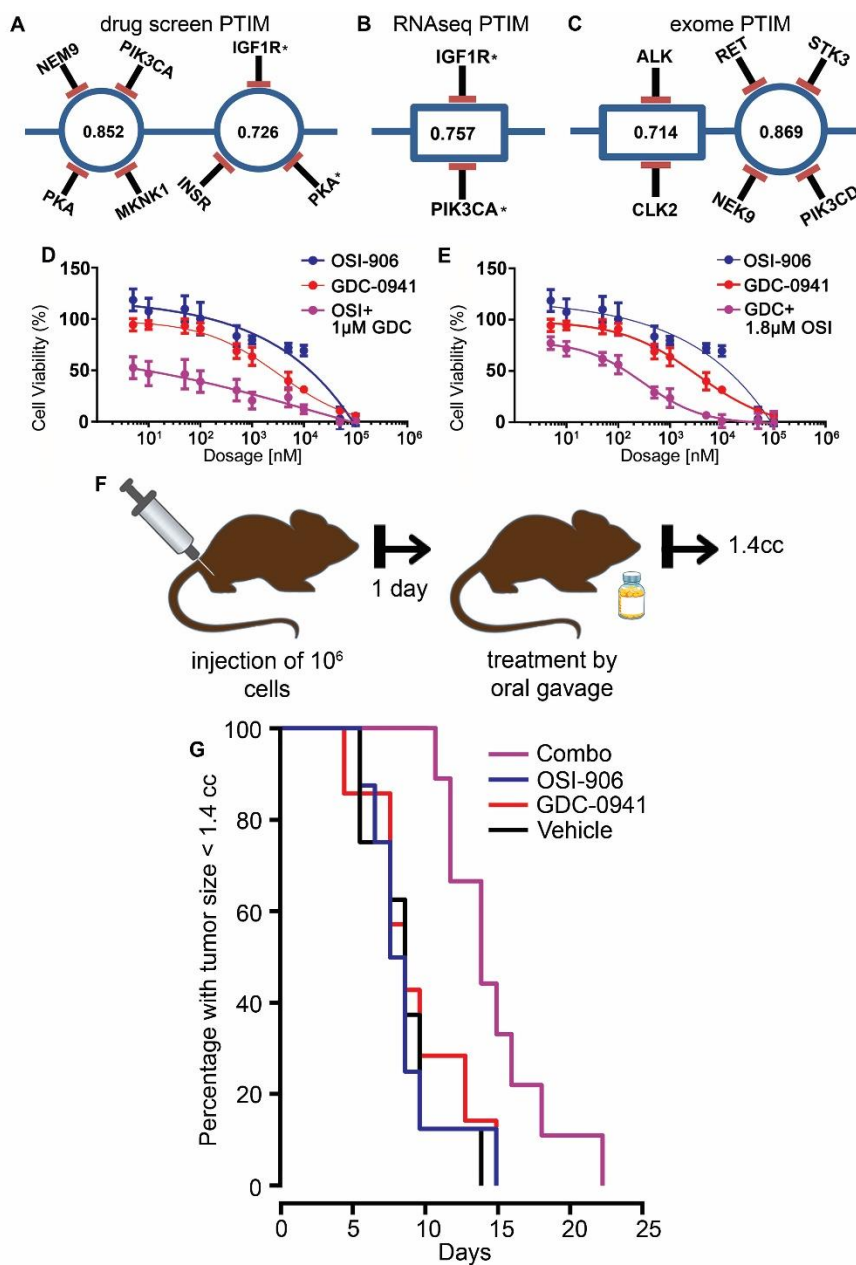 A drug screen PTIM
NEM9
PIK3CA
IGF1R*
0.852
0.726
PKA
MKNK1
INSR
PKA*
B RNAseq PTIM
IGF1R*
0.757
PIK3CA*
C exome PTIM
ALK
RET
STK3
0.714
0.869
CLK2
NEK9
PIK3CD
D
OSI-906
GDC-0941
OSI+
1µM GDC
Cell Viability (%)
150
100
50
0
10¹ 10² 10³ 10⁴ 10⁵ 10⁶
Dosage [nM]
E
OSI-906
GDC-0941
GDC+
1.8µM OSI
Cell Viability (%)
150
100
50
0
10¹ 10² 10³ 10⁴ 10⁵ 10⁶
Dosage [nM]
F
1 day
1.4cc
injection of 10⁶
cells
treatment by
oral gavage
G
Combo
OSI-906
GDC-0941
Vehicle
Percentage with tumor size < 1.4 cc
100
80
60
40
20
0
0 5 10 15 20 25
Days